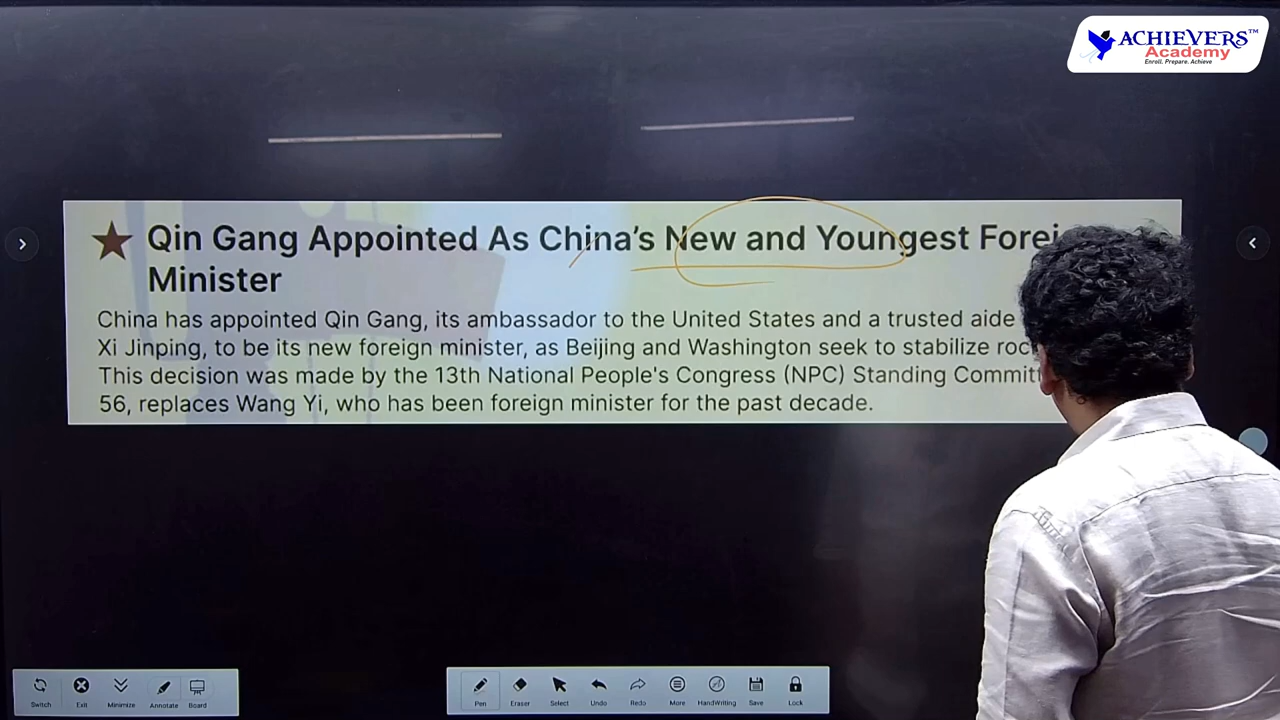 ACHIEVERS™
Academy
Enroll. Prepare. Achieve
Qin Gang Appointed As China's New and Youngest
Minister
China has appointed Qin Gang, its ambassador to the United States and a trusted aide
Xi Jinping, to be its new foreign minister, as Beijing and Washington seek to stabilize
This decision was made by the 13th National People's Congress (NPC) Standing
56, replaces Wang Yi, who has been foreign minister for the past decade.
Switch
Exit
Minimize
Annotate
Board
Pen
Eraser
Select
Undo
Redo
More
HandWriting
Save
Lock